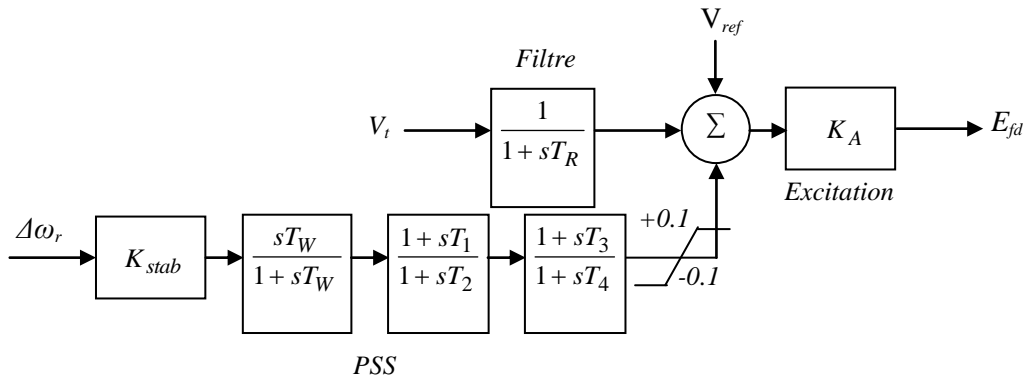 V_ref
Filtre
V_t
1
1 + sT_R
Σ
K_A
E_fd
Excitation
Δω_r
K_stab
sT_W
1 + sT_W
1 + sT_1
1 + sT_2
1 + sT_3
1 + sT_4
+0.1
-0.1
PSS